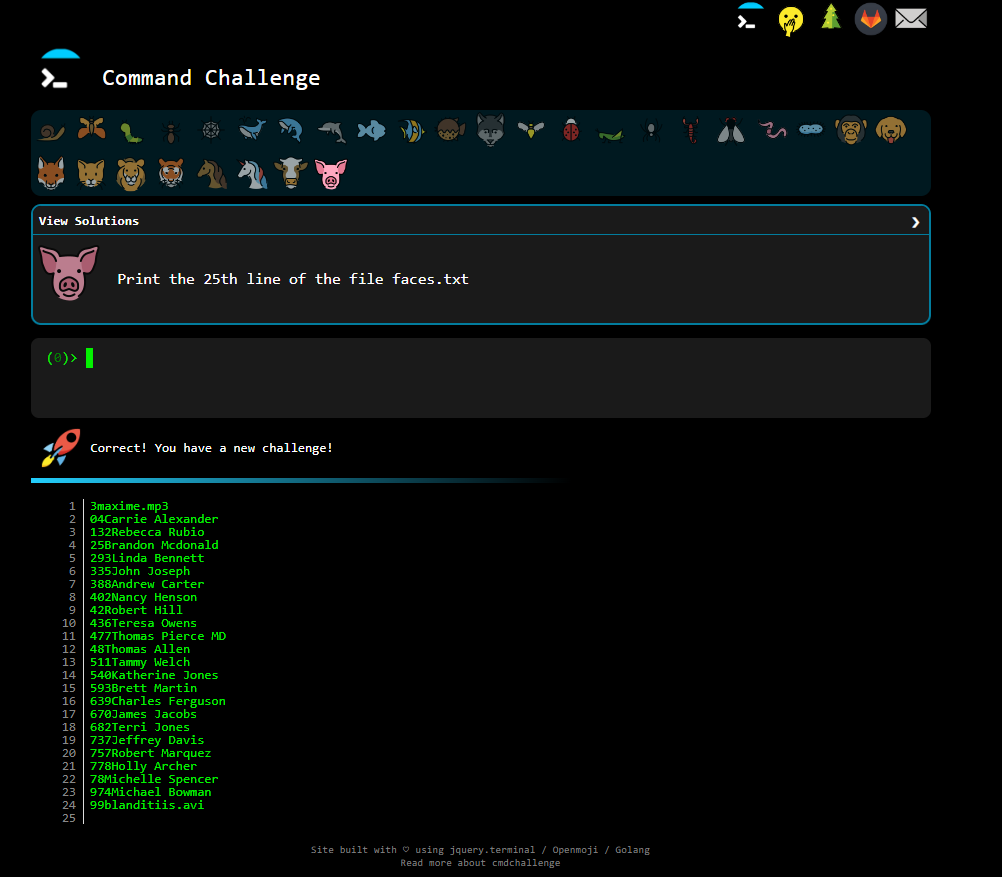 Command Challenge
View Solutions ❯
Print the 25th line of the file faces.txt
(0)>
Correct! You have a new challenge!
1 3maxime.mp3
2 04Carrie Alexander
3 132Rebecca Rubio
4 25Brandon Mcdonald
5 293Linda Bennett
6 335John Joseph
7 388Andrew Carter
8 402Nancy Henson
9 42Robert Hill
10 436Teresa Owens
11 477Thomas Pierce MD
12 48Thomas Allen
13 511Tammy Welch
14 540Katherine Jones
15 593Brett Martin
16 639Charles Ferguson
17 670James Jacobs
18 682Terri Jones
19 737Jeffrey Davis
20 757Robert Marquez
21 778Holly Archer
22 78Michelle Spencer
23 974Michael Bowman
24 99blanditiis.avi
25
Site built with ♡ using jquery.terminal / Openmoji / Golang
Read more about cmdchallenge